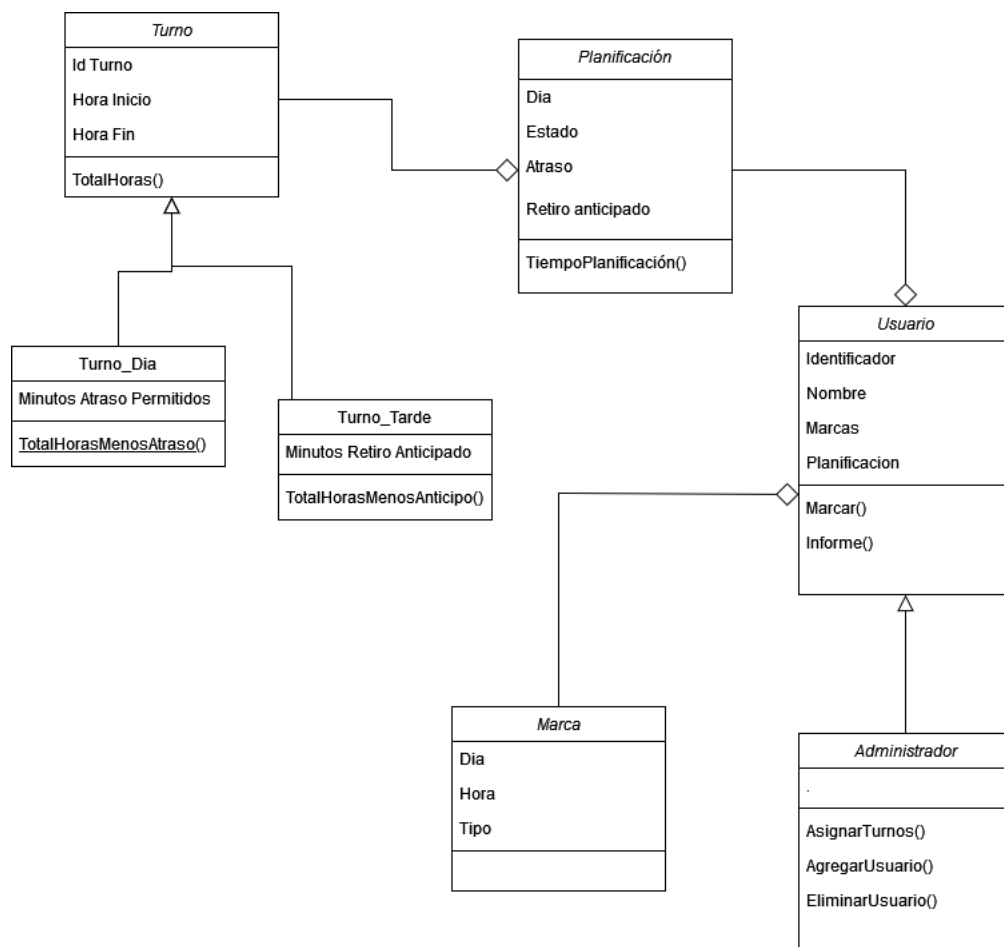 Turno
Id Turno
Hora Inicio
Hora Fin
TotalHoras()
Planificación
Dia
Estado
Atraso
Retiro anticipado
TiempoPlanificación()
Turno_Dia
Minutos Atraso Permitidos
TotalHorasMenosAtraso()
Turno_Tarde
Minutos Retiro Anticipado
TotalHorasMenosAnticipo()
Usuario
Identificador
Nombre
Marcas
Planificacion
Marcar()
Informe()
Marca
Dia
Hora
Tipo
Administrador
.
AsignarTurnos()
AgregarUsuario()
EliminarUsuario()